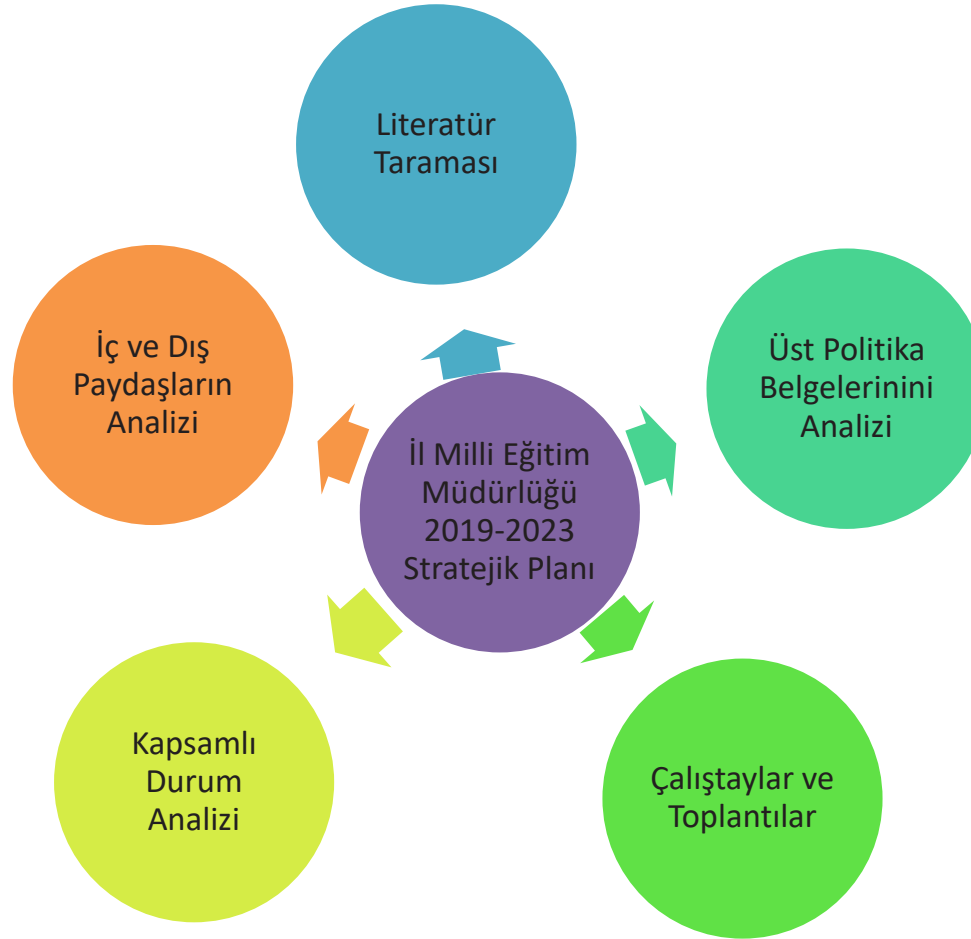 Literatür
Taraması
İç ve Dış
Paydaşların
Analizi
Üst Politika
Belgelerinini
Analizi
İl Milli Eğitim
Müdürlüğü
2019-2023
Stratejik Planı
Kapsamlı
Durum
Analizi
Çalıştaylar ve
Toplantılar